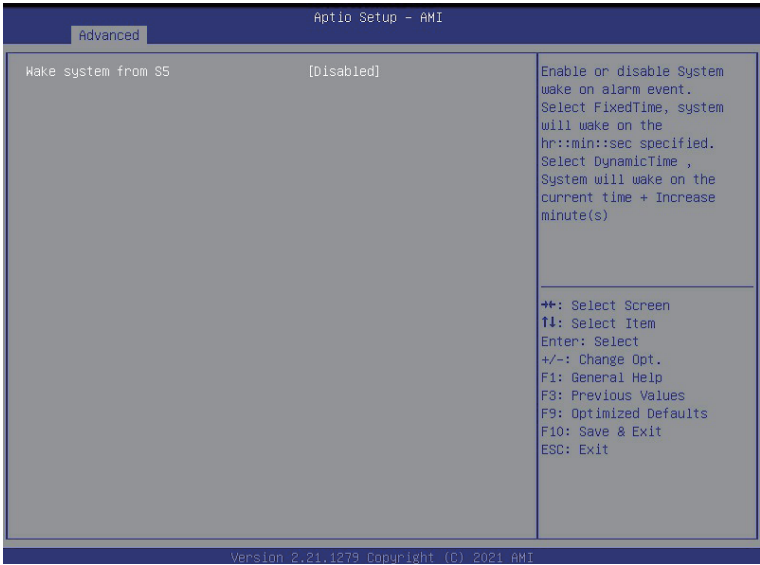 Aptio Setup – AMI
Advanced
Wake system from S5 [Disabled]
Enable or disable System
wake on alarm event.
Select FixedTime, system
will wake on the
hr::min::sec specified.
Select DynamicTime ,
System will wake on the
current time + Increase
minute(s)
→←: Select Screen
↑↓: Select Item
Enter: Select
+/-: Change Opt.
F1: General Help
F3: Previous Values
F9: Optimized Defaults
F10: Save & Exit
ESC: Exit
Version 2.21.1279 Copyright (C) 2021 AMI